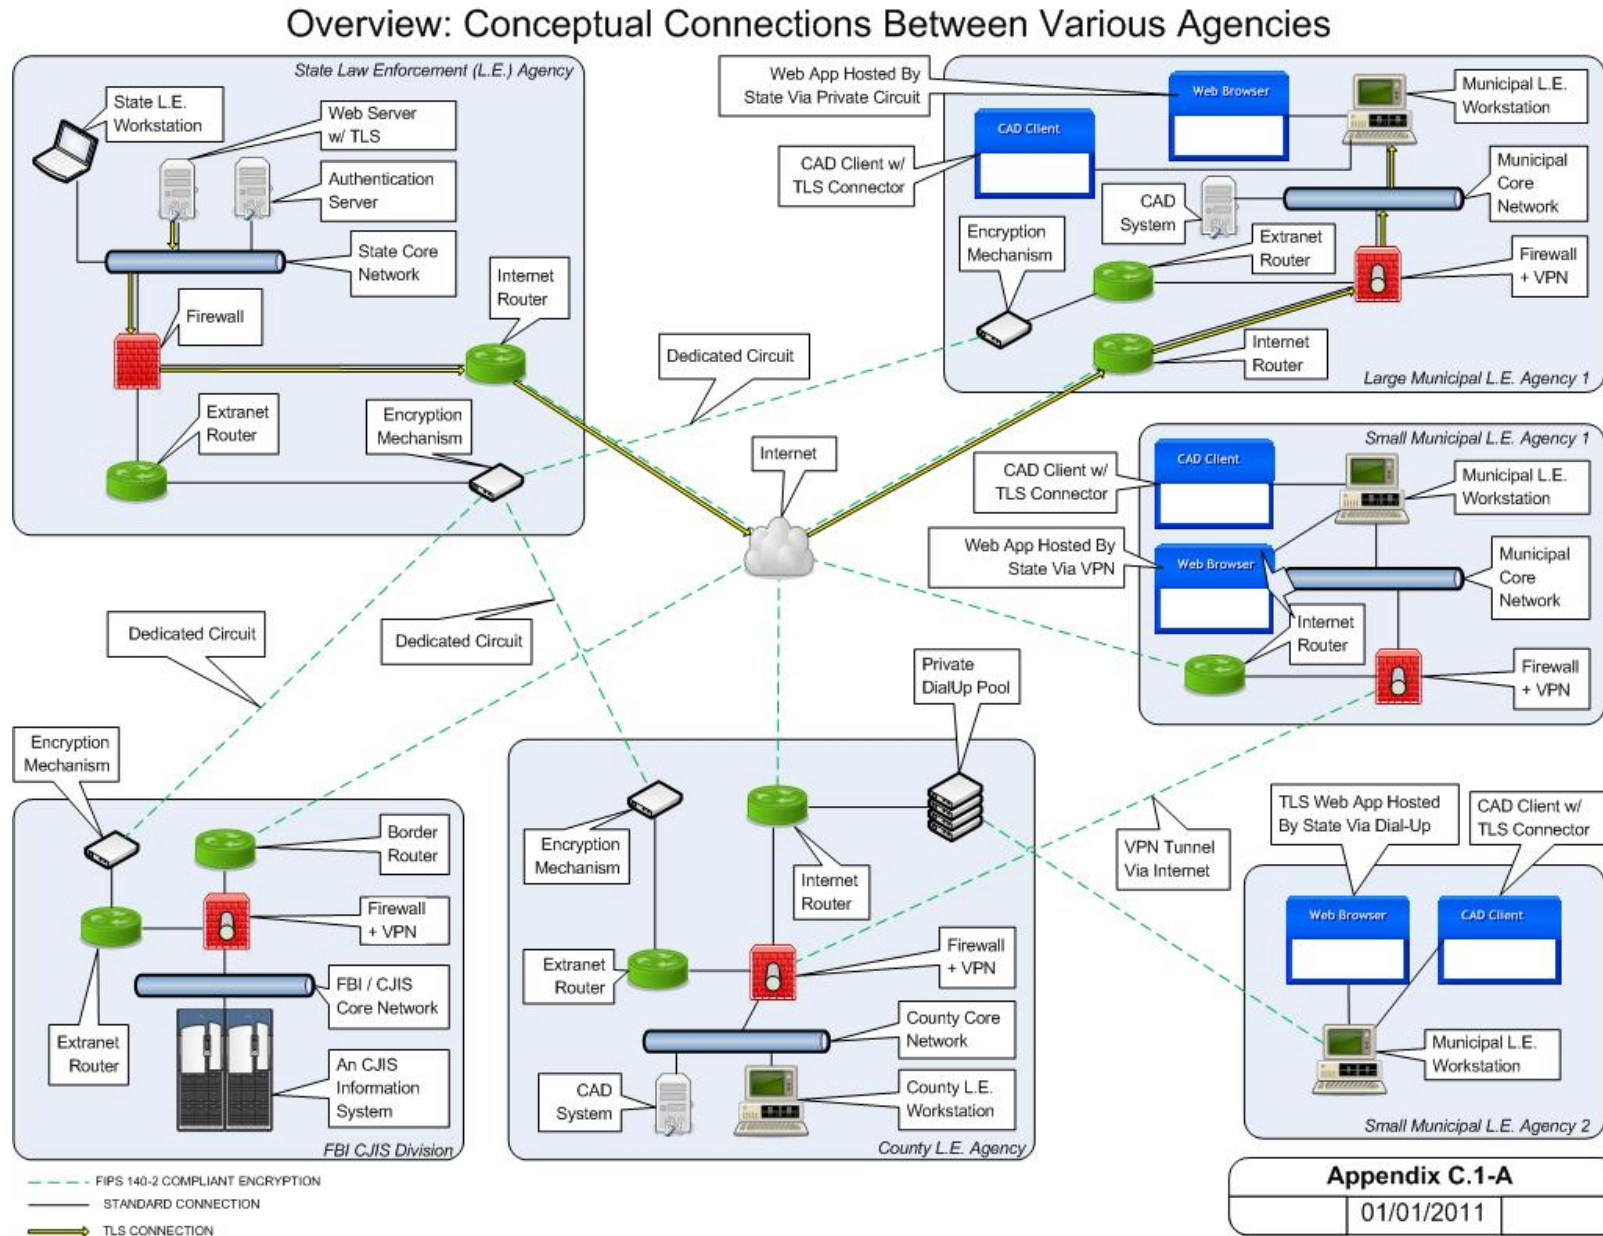 Overview: Conceptual Connections Between Various Agencies
State Law Enforcement (L.E.) Agency
State L.E.
Workstation
Web Server
w/ TLS
Authentication
Server
State Core
Network
Internet
Router
Firewall
Extranet
Router
Encryption
Mechanism
Dedicated Circuit
Internet
Web App Hosted By
State Via Private Circuit
Web Browser
Municipal L.E.
Workstation
CAD Client
CAD Client w/
TLS Connector
Municipal
Core
Network
CAD
System
Encryption
Mechanism
Extranet
Router
Firewall
+ VPN
Internet
Router
Large Municipal L.E. Agency 1
Small Municipal L.E. Agency 1
CAD Client w/
TLS Connector
CAD Client
Municipal L.E.
Workstation
Web App Hosted By
State Via VPN
Web Browser
Municipal
Core
Network
Internet
Router
Firewall
+ VPN
Dedicated Circuit
Dedicated Circuit
Private
DialUp Pool
Encryption
Mechanism
Border
Router
Firewall
+ VPN
FBI / CJIS
Core Network
Extranet
Router
An CJIS
Information
System
FBI CJIS Division
Encryption
Mechanism
Internet
Router
Extranet
Router
Firewall
+ VPN
County Core
Network
CAD
System
County L.E.
Workstation
County L.E. Agency
VPN Tunnel
Via Internet
TLS Web App Hosted
By State Via Dial-Up
CAD Client w/
TLS Connector
Web Browser
CAD Client
Municipal L.E.
Workstation
Small Municipal L.E. Agency 2
FIPS 140-2 COMPLIANT ENCRYPTION
STANDARD CONNECTION
TLS CONNECTION
Appendix C.1-A
01/01/2011